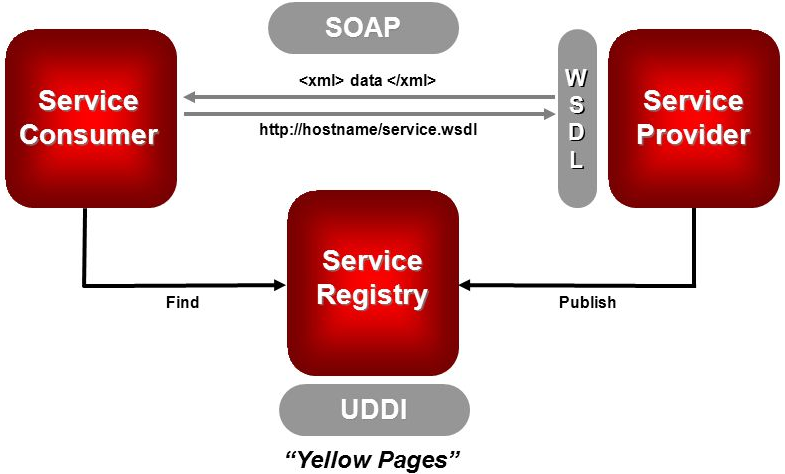 SOAP
<xml> data </xml>
http://hostname/service.wsdl
Service
Consumer
W
S
D
L
Service
Provider
Service
Registry
Find
Publish
UDDI
“Yellow Pages”